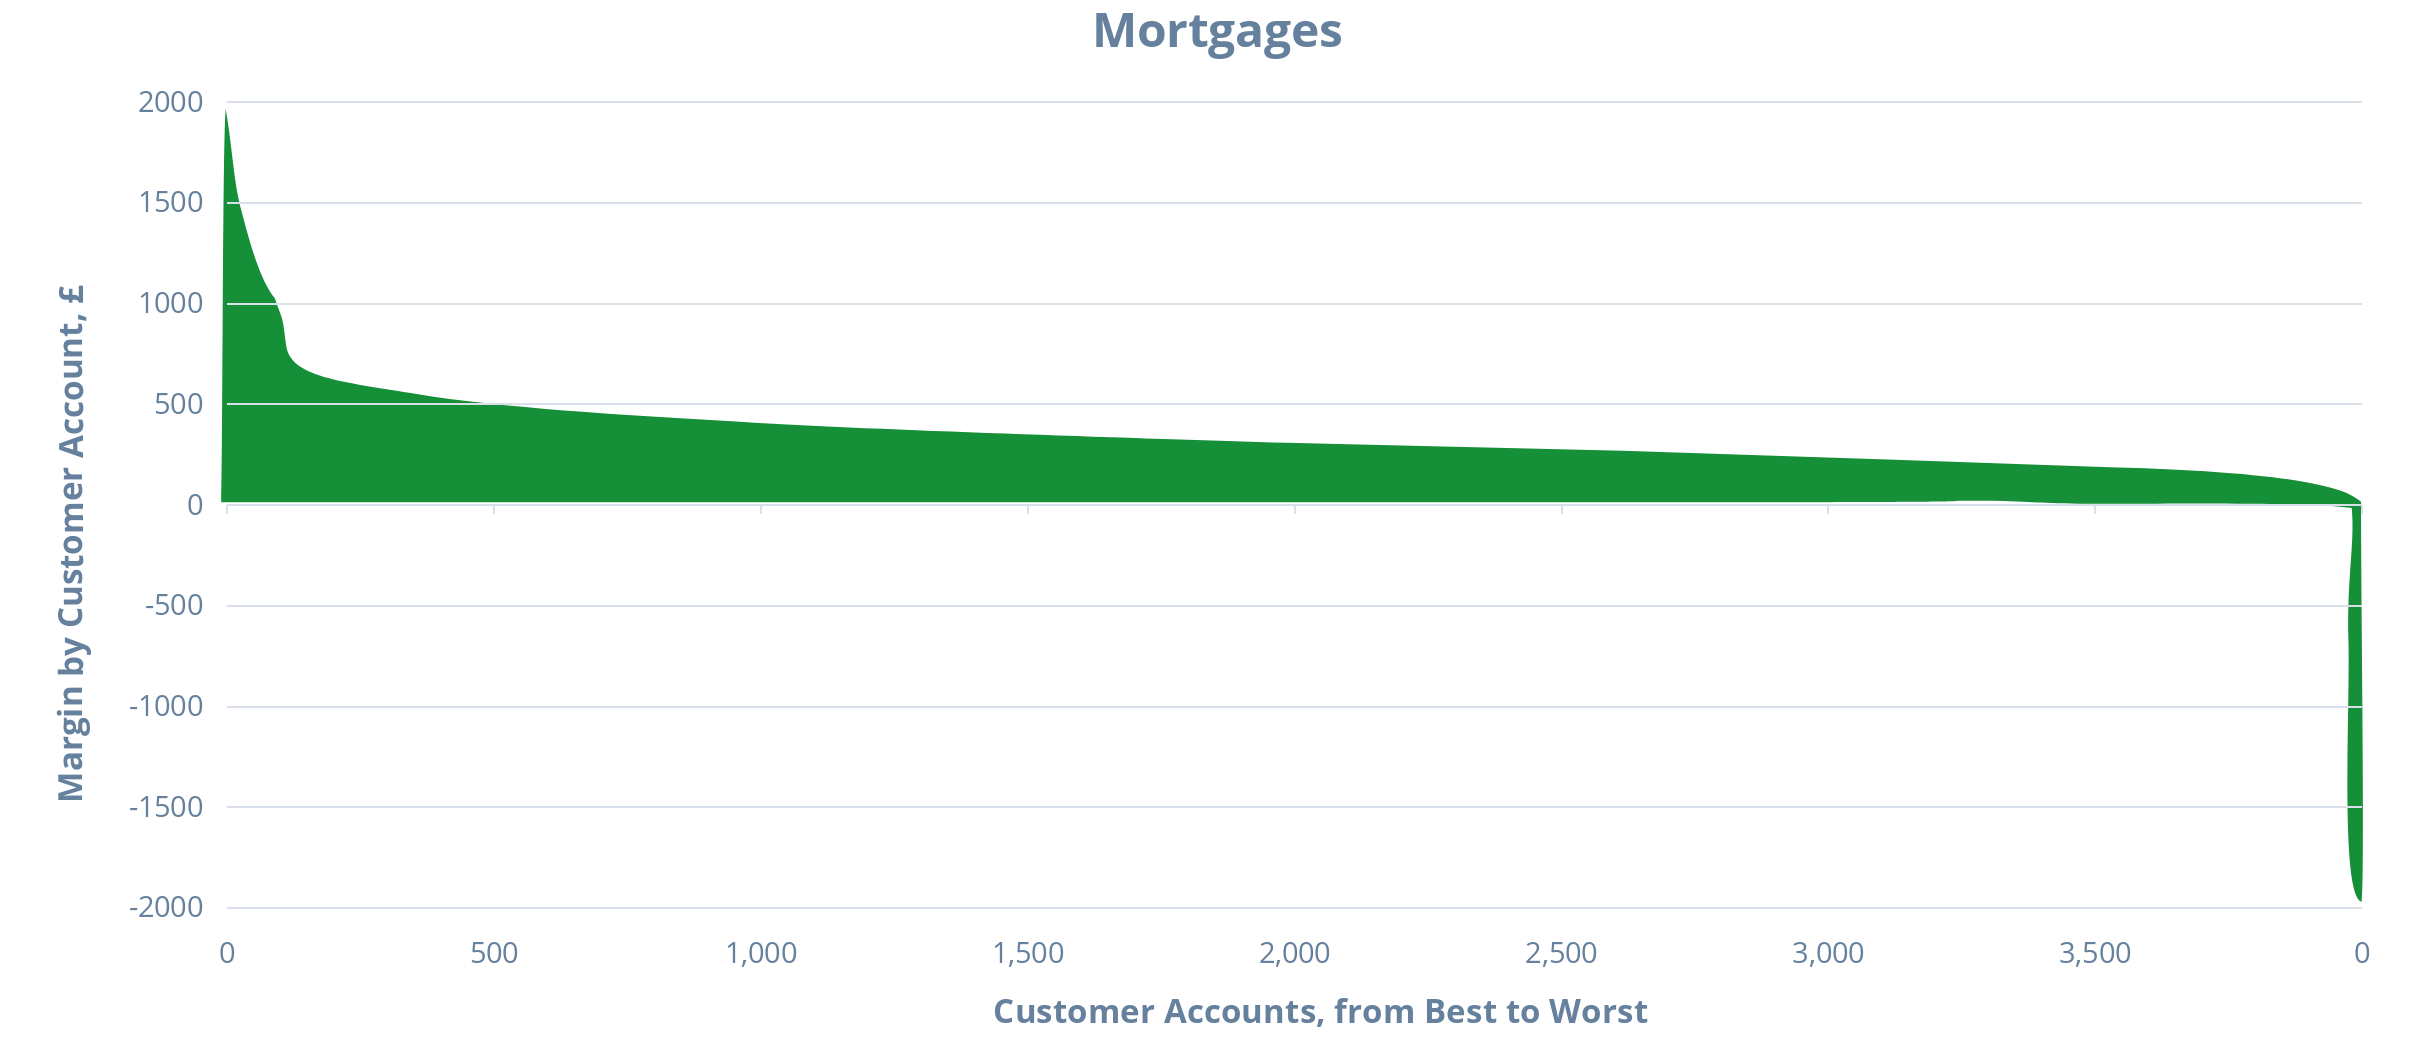 Mortgages
Margin by Customer Account, £
2000
1500
1000
500
0
-500
-1000
-1500
-2000
0 500 1,000 1,500 2,000 2,500 3,000 3,500 0
Customer Accounts, from Best to Worst